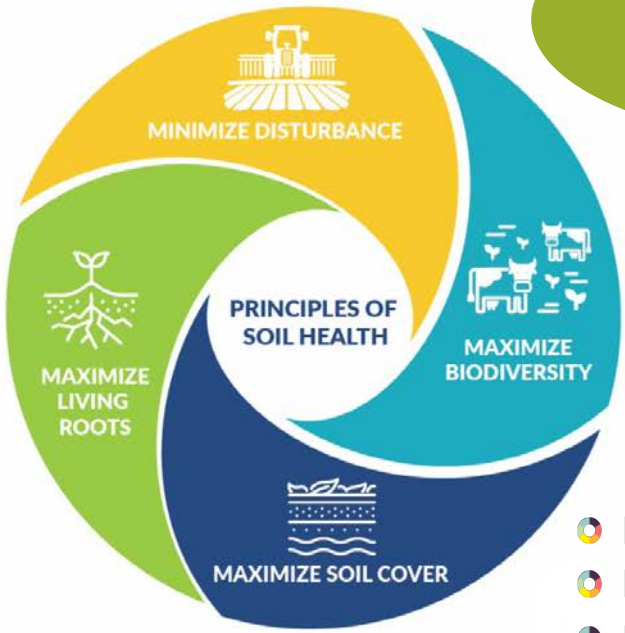 MINIMIZE DISTURBANCE
PRINCIPLES OF
SOIL HEALTH
MAXIMIZE
BIODIVERSITY
MAXIMIZE
LIVING
ROOTS
MAXIMIZE SOIL COVER